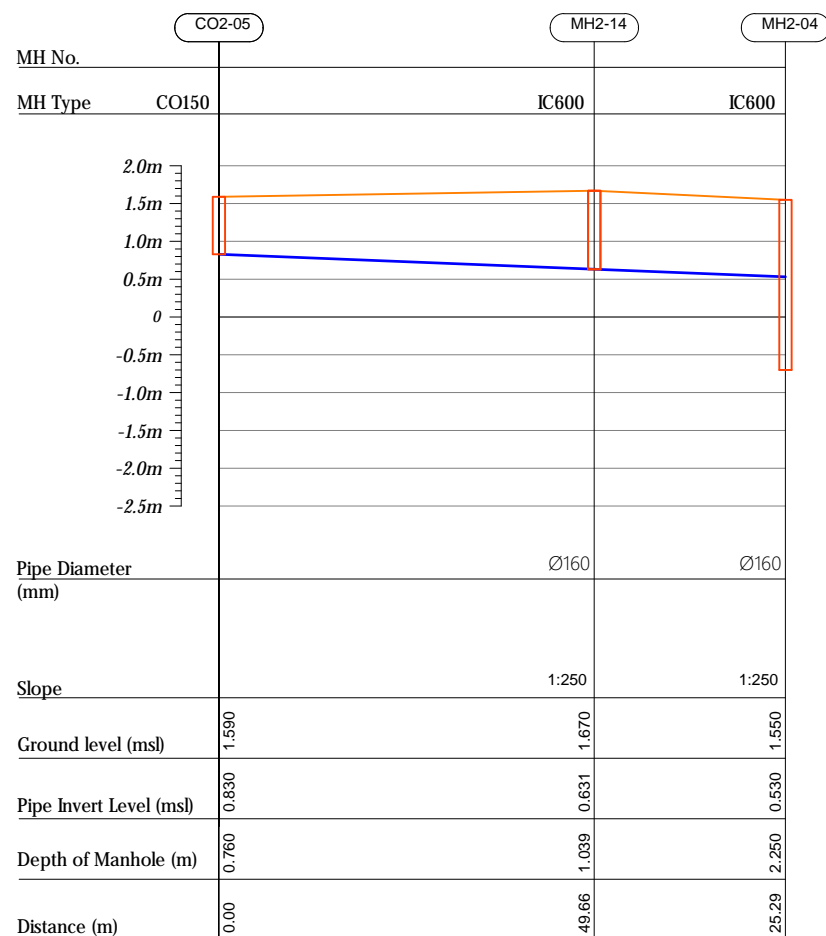 CO2-05 MH2-14 MH2-04
MH No.
MH Type CO150 IC600 IC600
2.0m
1.5m
1.0m
0.5m
0
-0.5m
-1.0m
-1.5m
-2.0m
-2.5m
Pipe Diameter Ø160 Ø160
(mm)
Slope 1:250 1:250
Ground level (msl) 1.590 1.670 1.550
Pipe Invert Level (msl) 0.830 0.631 0.530
Depth of Manhole (m) 0.760 1.039 2.250
Distance (m) 0.00 49.66 25.29